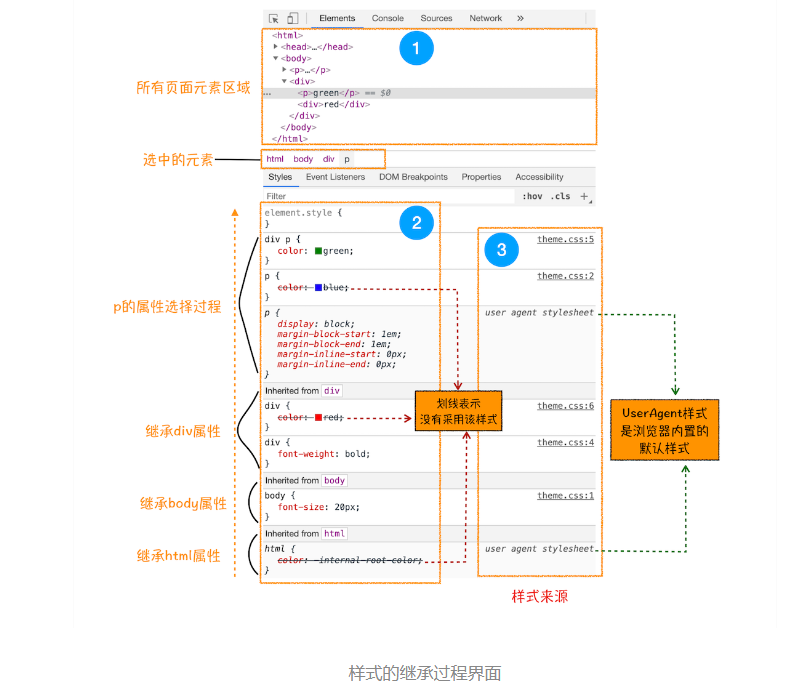 Elements Console Sources Network »
<html>
<head>…</head>
<body>
<p>…</p>
<div>
… <p>green</p> == $0
<div>red</div>
</div>
</body>
</html>
1
所有页面元素区域
选中的元素
html body div p
Styles Event Listeners DOM Breakpoints Properties Accessibility
Filter :hov .cls +
element.style {
}
2
div p { theme.css:5
color: green;
}
3
p { theme.css:2
color: blue;
}
p的属性选择过程
p { user agent stylesheet
display: block;
margin-block-start: 1em;
margin-block-end: 1em;
margin-inline-start: 0px;
margin-inline-end: 0px;
}
Inherited from div
div { theme.css:6
color: red;
}
划线表示
没有采用该样式
UserAgent样式
是浏览器内置的
默认样式
继承div属性
div { theme.css:4
font-weight: bold;
}
Inherited from body
继承body属性
body { theme.css:1
font-size: 20px;
}
Inherited from html
继承html属性
html { user agent stylesheet
color: -internal-root-color;
}
样式来源
样式的继承过程界面